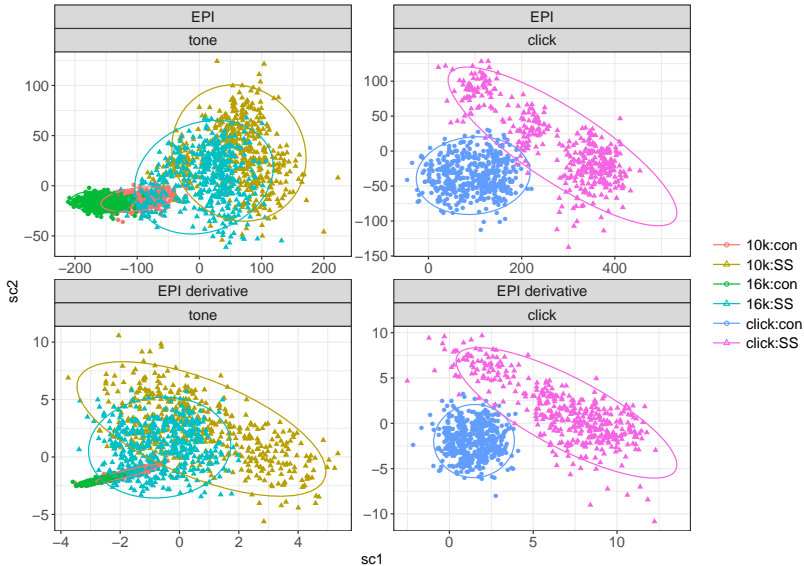 EPI
EPI
tone
click
100
50
0
−50
−200
−100
0
100
200
100
50
0
−50
−100
−150
0
200
400
sc2
10k:con
10k:SS
16k:con
16k:SS
click:con
click:SS
EPI derivative
EPI derivative
tone
click
10
5
0
−5
−4
−2
0
2
4
10
5
0
−5
−10
0
5
10
sc1